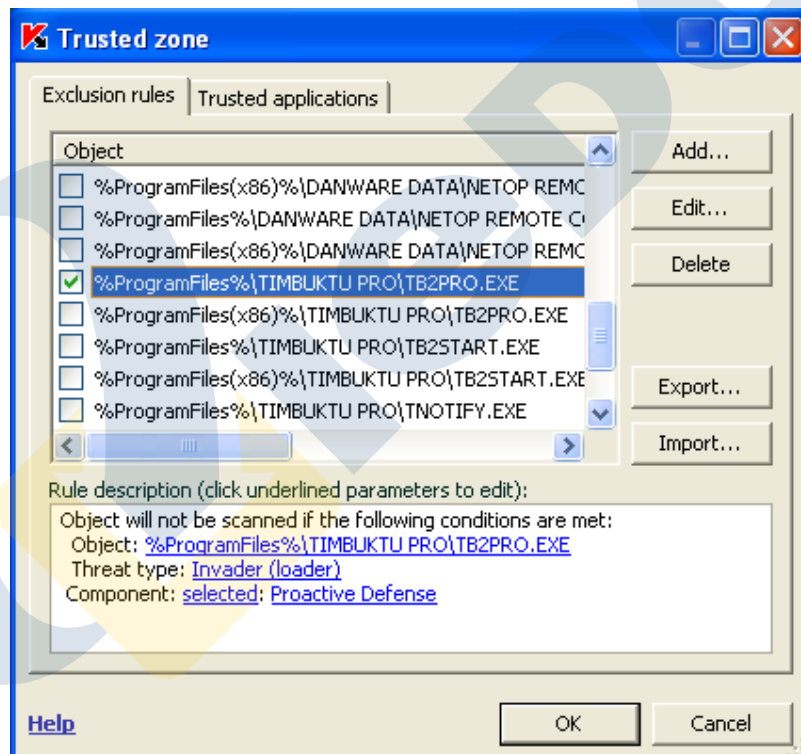 Trusted zone
Exclusion rules
Trusted applications
Object
%ProgramFiles(x86)%\DANWARE DATA\NETOP REMC
%ProgramFiles%\DANWARE DATA\NETOP REMOTE C
%ProgramFiles(x86)%\DANWARE DATA\NETOP REMC
%ProgramFiles%\TIMBUKTU PRO\TB2PRO.EXE
%ProgramFiles(x86)%\TIMBUKTU PRO\TB2PRO.EXE
%ProgramFiles%\TIMBUKTU PRO\TB2START.EXE
%ProgramFiles(x86)%\TIMBUKTU PRO\TB2START.EXE
%ProgramFiles%\TIMBUKTU PRO\TNOTIFY.EXE
Add...
Edit...
Delete
Export...
Import...
Rule description (click underlined parameters to edit):
Object will not be scanned if the following conditions are met:
Object: %ProgramFiles%\TIMBUKTU PRO\TB2PRO.EXE
Threat type: Invader (loader)
Component: selected: Proactive Defense
Help
OK
Cancel